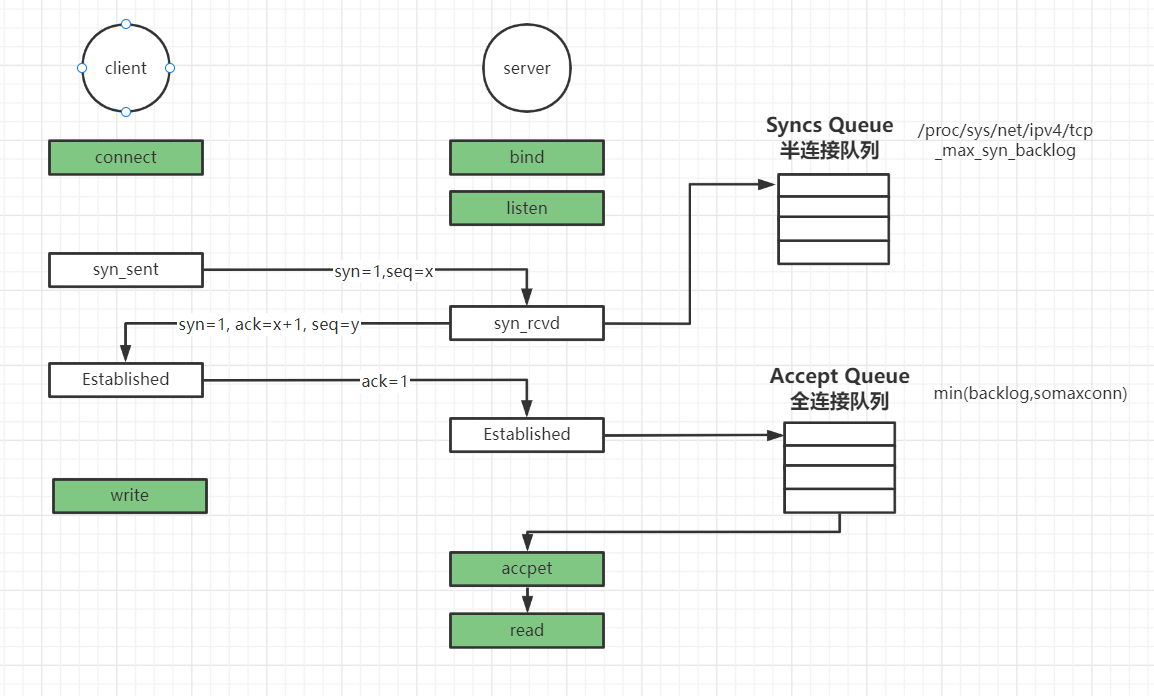 client
server
connect
bind
Syncs Queue
半连接队列
/proc/sys/net/ipv4/tcp
_max_syn_backlog
listen
syn_sent
syn=1,seq=x
syn=1, ack=x+1, seq=y
syn_rcvd
Established
ack=1
Accept Queue
全连接队列
min(backlog,somaxconn)
Established
write
accpet
read